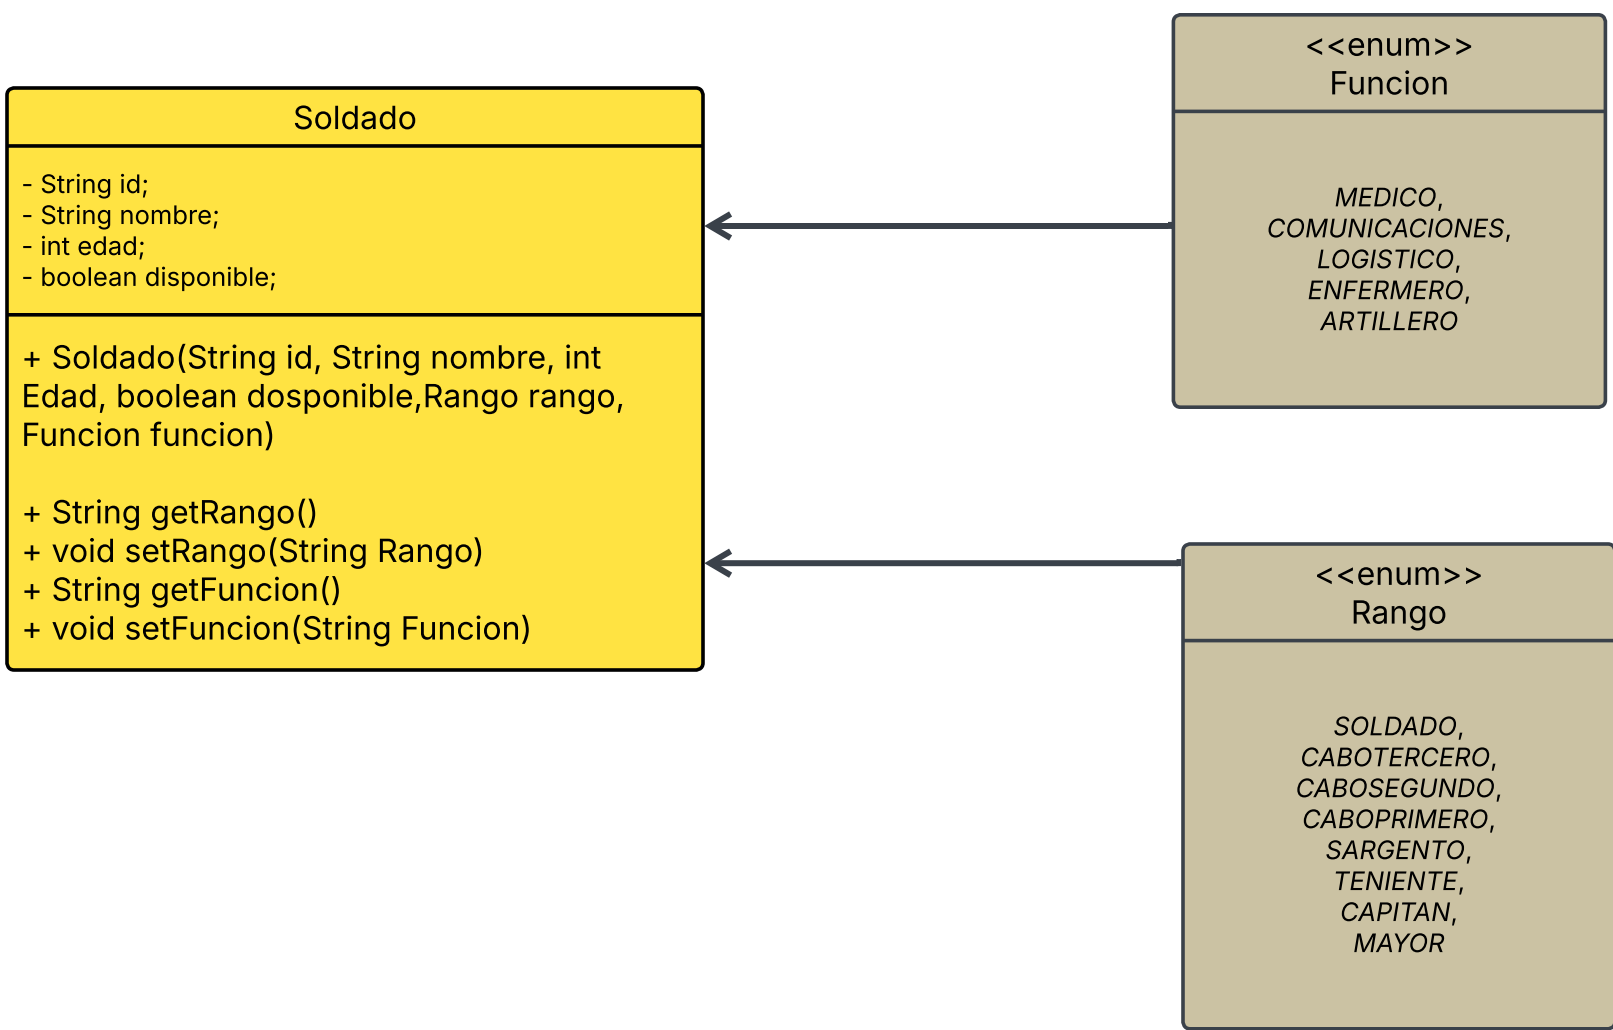 Soldado
- String id;
- String nombre;
- int edad;
- boolean disponible;
+ Soldado(String id, String nombre, int
Edad, boolean dosponible,Rango rango,
Funcion funcion)
+ String getRango()
+ void setRango(String Rango)
+ String getFuncion()
+ void setFuncion(String Funcion)
<<enum>>
Funcion
MEDICO,
COMUNICACIONES,
LOGISTICO,
ENFERMERO,
ARTILLERO
<<enum>>
Rango
SOLDADO,
CABOTERCERO,
CABOSEGUNDO,
CABOPRIMERO,
SARGENTO,
TENIENTE,
CAPITAN,
MAYOR